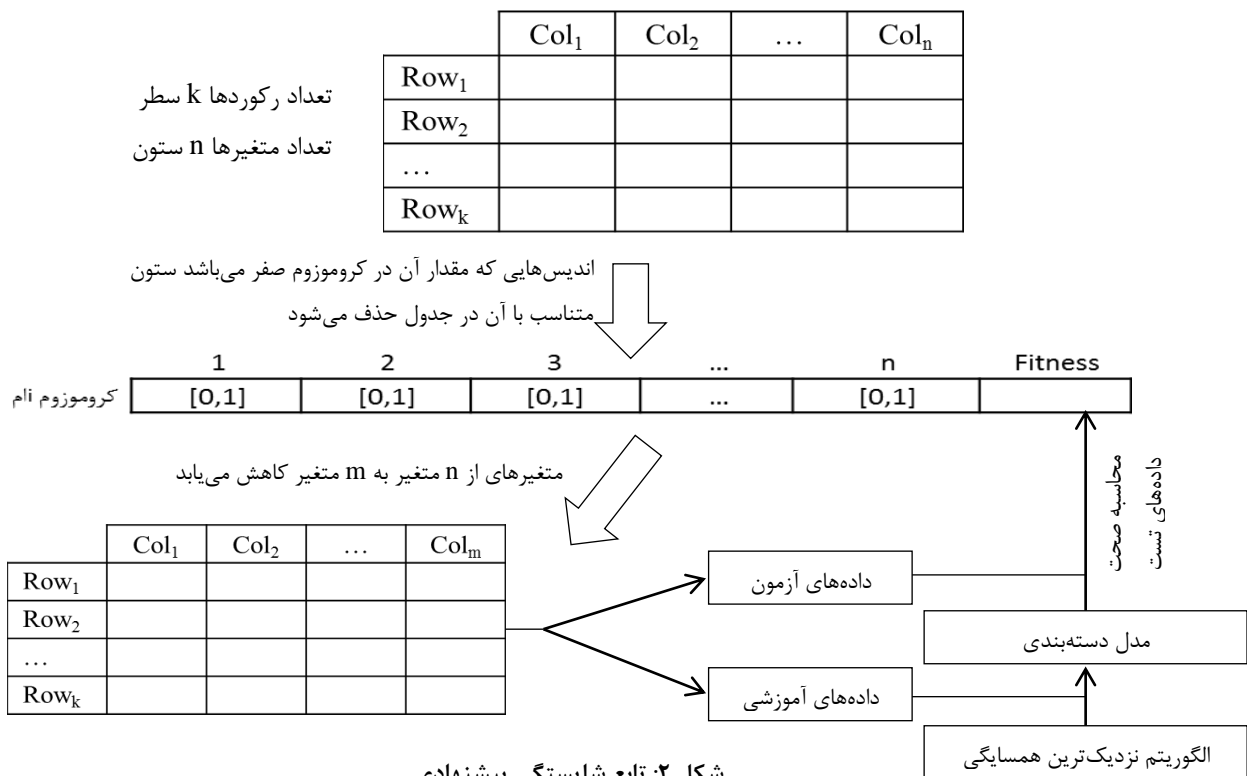 Col1 Col2 … Coln
Row1
Row2
…
Rowk
تعداد رکوردها k سطر
تعداد متغیرها n ستون
اندیس‌هایی که مقدار آن در کروموزوم صفر می‌باشد ستون
متناسب با آن در جدول حذف می‌شود
1 2 3 ... n Fitness
کروموزوم iام [0,1] [0,1] [0,1] ... [0,1]
متغیرهای از n متغیر به m متغیر کاهش می‌یابد
محاسبه صحت
داده‌های تست
Col1 Col2 … Colm
Row1
Row2
…
Rowk
داده‌های آزمون
مدل دسته‌بندی
داده‌های آموزشی
الگوریتم نزدیک‌ترین همسایگی
شکل ۲: تابع شایستگی پیشنهادی